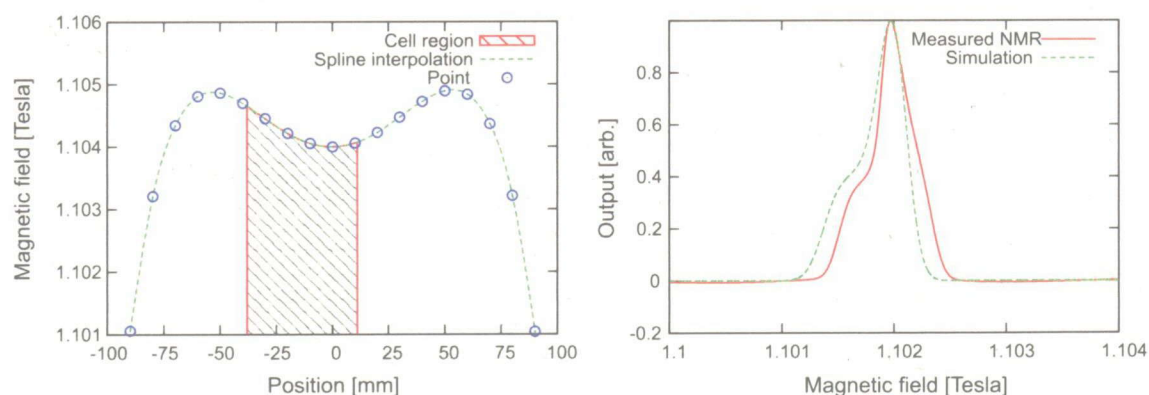 1.106
1.105
1.104
1.103
1.102
1.101
Magnetic field [Tesla]
Cell region
Spline interpolation
Point
-100 -75 -50 -25 0 25 50 75 100
Position [mm]
0.8
0.6
0.4
0.2
0
-0.2
Output [arb.]
Measured NMR
Simulation
1.1 1.101 1.102 1.103 1.104
Magnetic field [Tesla]